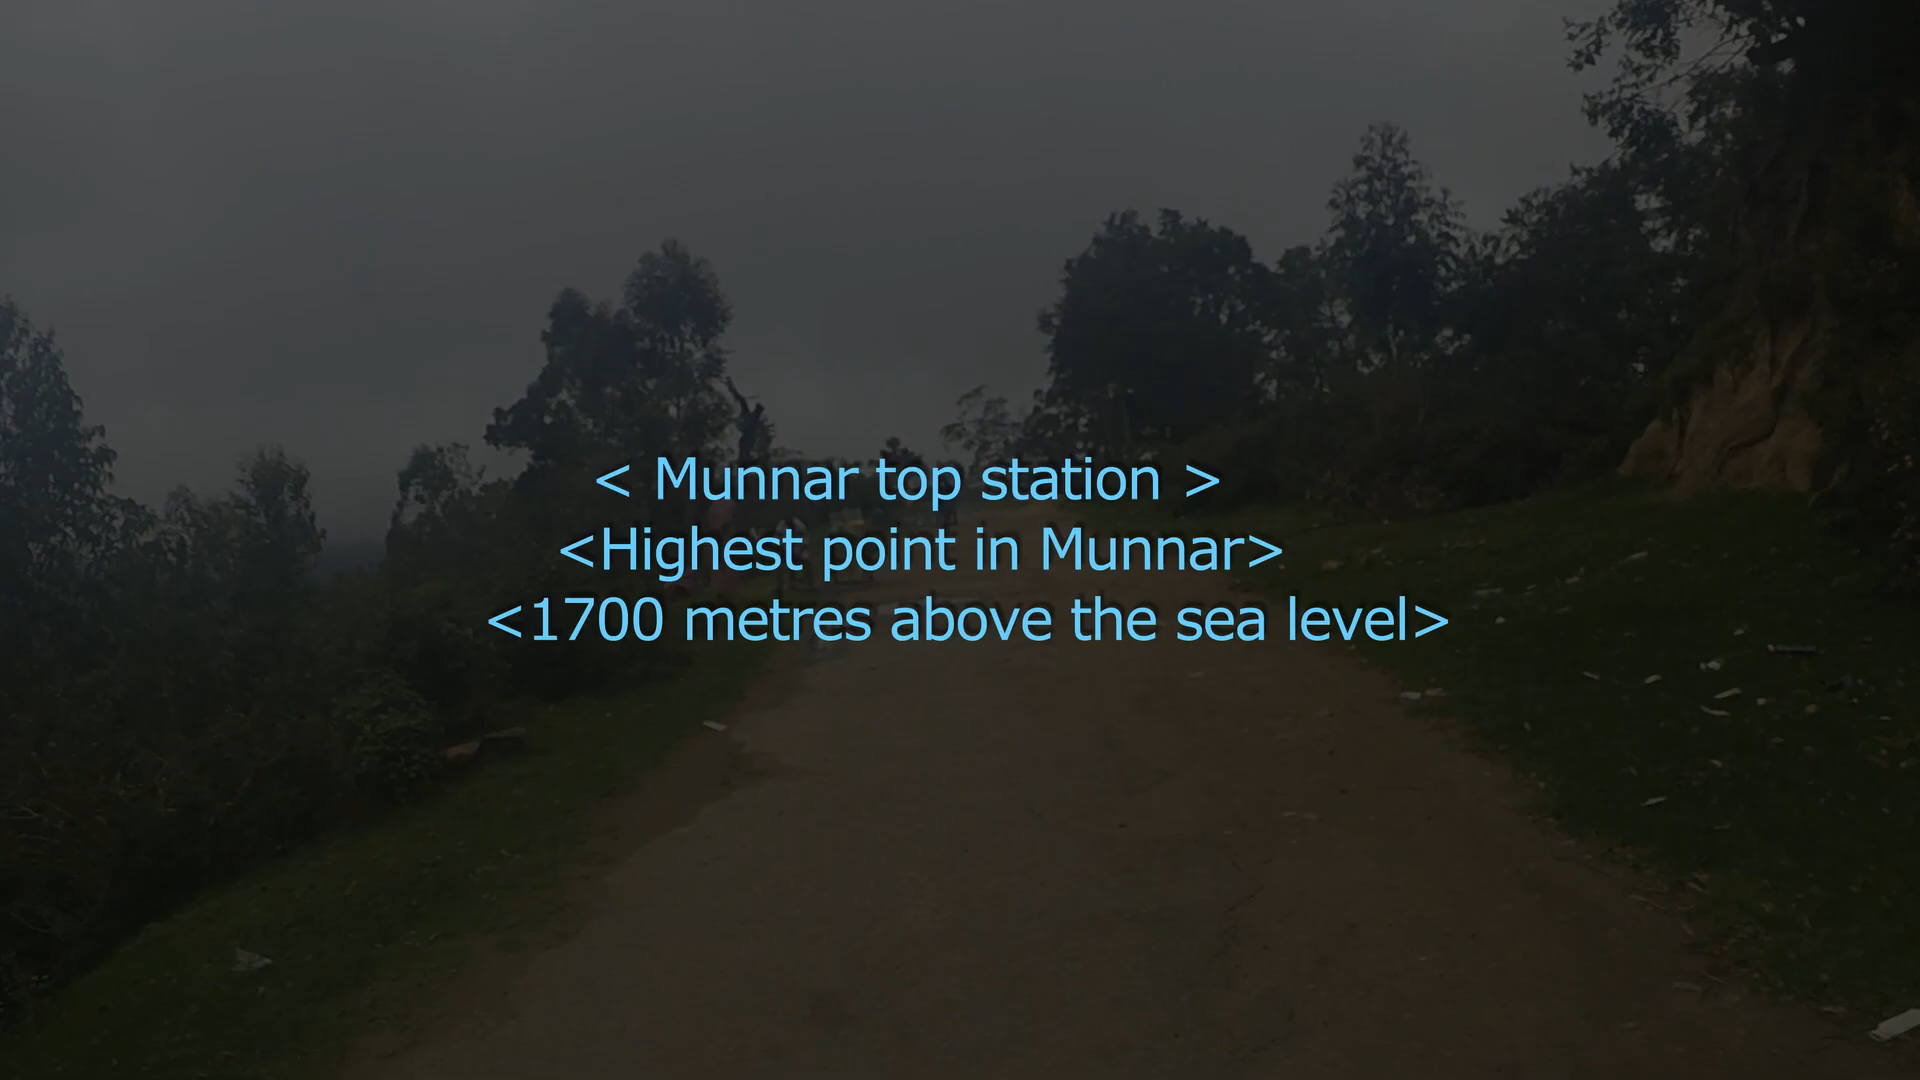 < Munnar top station >
<Highest point in Munnar>
<1700 metres above the sea level>